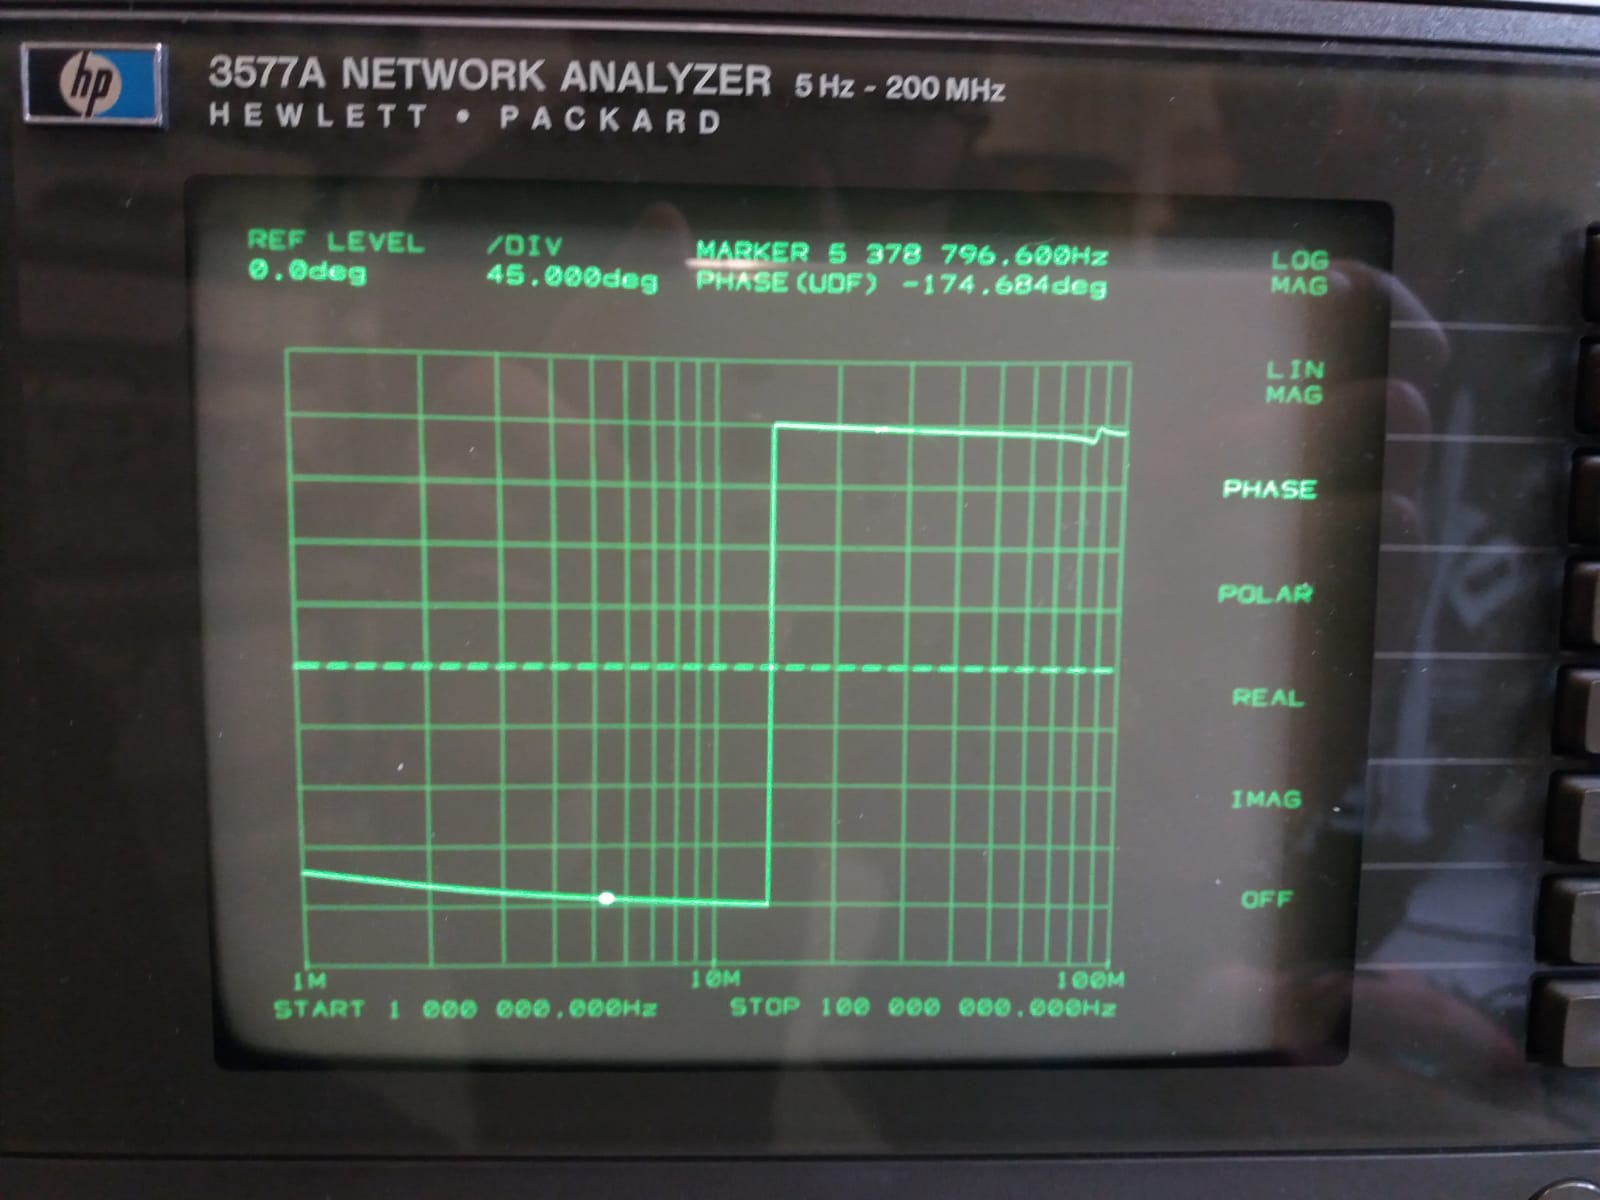 hp
3577A NETWORK ANALYZER 5 Hz - 200 MHz
HEWLETT • PACKARD
REF LEVEL /DIV MARKER 5 378 796.600Hz
0.0deg 45.000deg PHASE(UDF) -174.684deg
LOG
MAG
LIN
MAG
PHASE
POLAR
REAL
IMAG
OFF
1M 10M 100M
START 1 000 000.000Hz STOP 100 000 000.000Hz